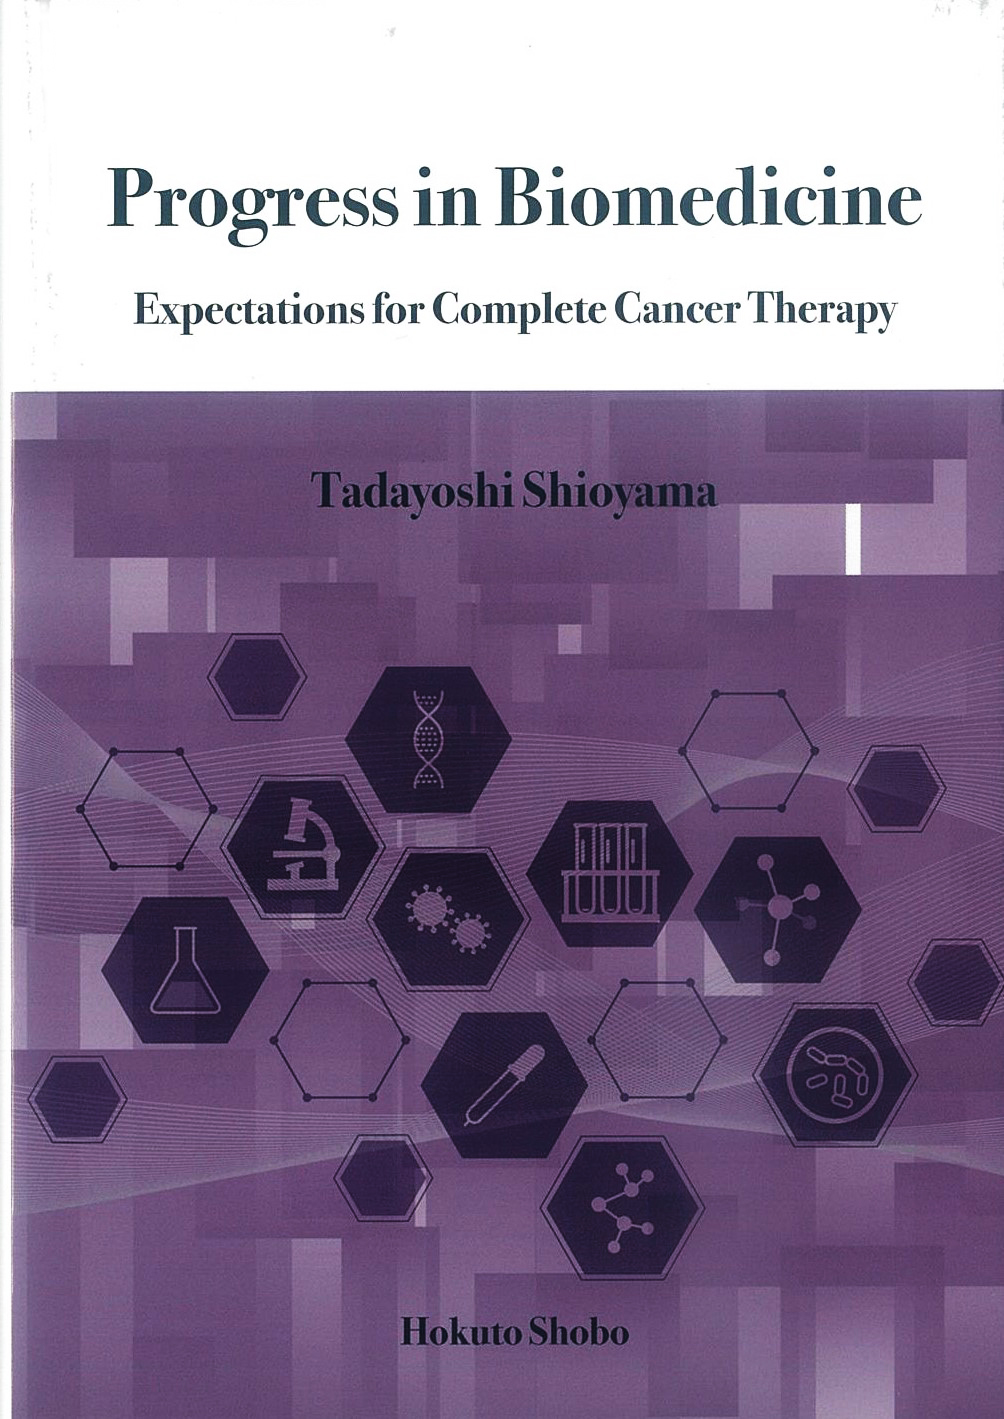 Progress in Biomedicine
Expectations for Complete Cancer Therapy
Tadayoshi Shioyama
Hokuto Shobo